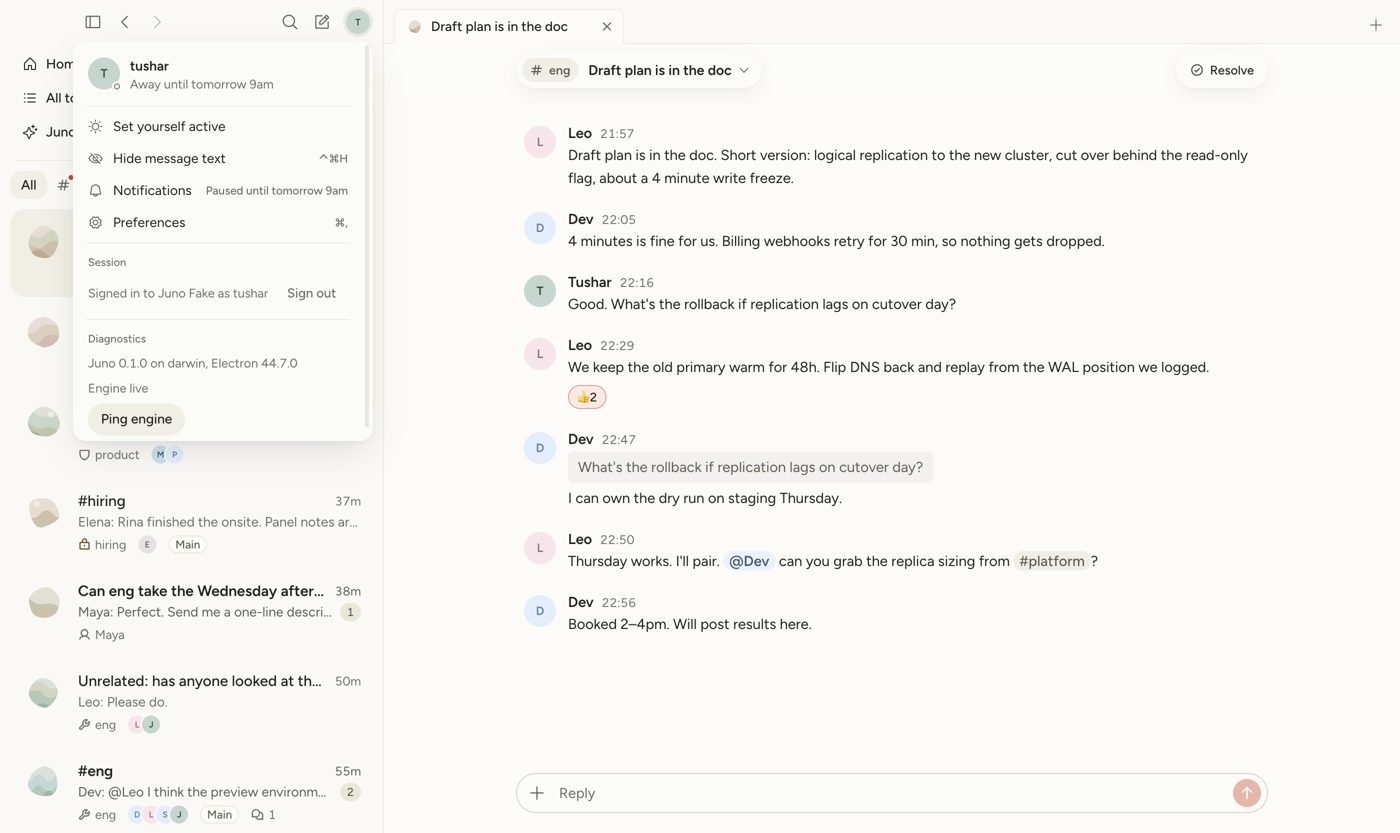 T
tushar
Away until tomorrow 9am
Set yourself active
Hide message text ^⌘H
Notifications Paused until tomorrow 9am
Preferences ⌘,
Session
Signed in to Juno Fake as tushar Sign out
Diagnostics
Juno 0.1.0 on darwin, Electron 44.7.0
Engine live
Ping engine
T
Hom
All to
Juno
All #
product M P
#hiring 37m
Elena: Rina finished the onsite. Panel notes ar…
hiring E Main
Can eng take the Wednesday after… 38m
Maya: Perfect. Send me a one-line descri… 1
Maya
Unrelated: has anyone looked at th… 50m
Leo: Please do.
eng L J
#eng 55m
Dev: @Leo I think the preview environm… 2
eng D L S J Main 1
Draft plan is in the doc
# eng Draft plan is in the doc
Resolve
L
Leo 21:57
Draft plan is in the doc. Short version: logical replication to the new cluster, cut over behind the read-only
flag, about a 4 minute write freeze.
D
Dev 22:05
4 minutes is fine for us. Billing webhooks retry for 30 min, so nothing gets dropped.
T
Tushar 22:16
Good. What's the rollback if replication lags on cutover day?
L
Leo 22:29
We keep the old primary warm for 48h. Flip DNS back and replay from the WAL position we logged.
👍2
D
Dev 22:47
What's the rollback if replication lags on cutover day?
I can own the dry run on staging Thursday.
L
Leo 22:50
Thursday works. I'll pair. @Dev can you grab the replica sizing from #platform ?
D
Dev 22:56
Booked 2–4pm. Will post results here.
Reply